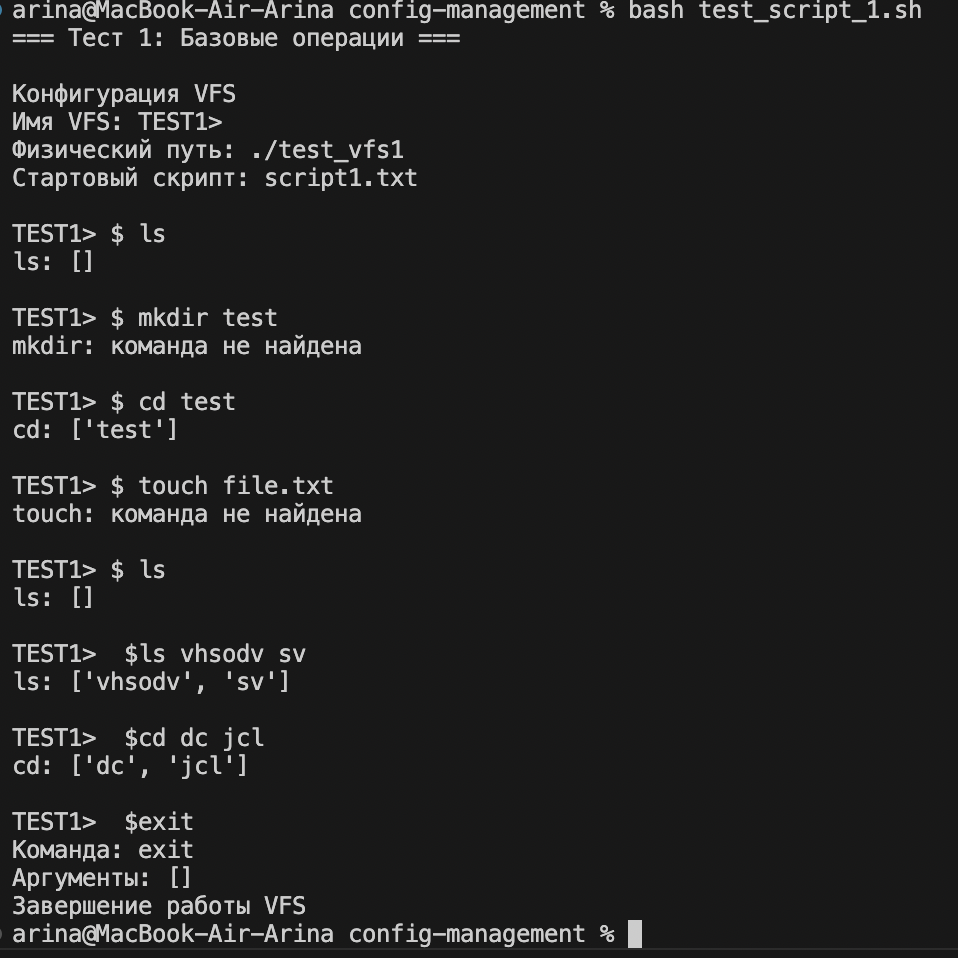 arina@MacBook-Air-Arina config-management % bash test_script_1.sh
=== Тест 1: Базовые операции ===
Конфигурация VFS
Имя VFS: TEST1>
Физический путь: ./test_vfs1
Стартовый скрипт: script1.txt
TEST1> $ ls
ls: []
TEST1> $ mkdir test
mkdir: команда не найдена
TEST1> $ cd test
cd: ['test']
TEST1> $ touch file.txt
touch: команда не найдена
TEST1> $ ls
ls: []
TEST1>  $ls vhsodv sv
ls: ['vhsodv', 'sv']
TEST1>  $cd dc jcl
cd: ['dc', 'jcl']
TEST1>  $exit
Команда: exit
Аргументы: []
Завершение работы VFS
arina@MacBook-Air-Arina config-management %